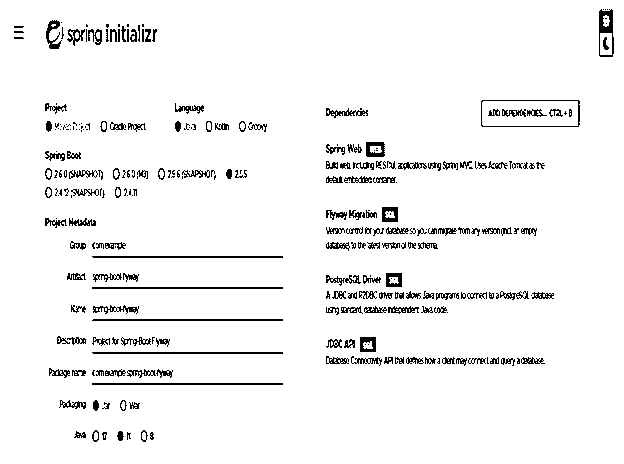 spring initializr
Project
Maven Project Gradle Project
Language
Java Kotlin Groovy
Spring Boot
2.6.0 (SNAPSHOT) 2.6.0 (M3) 2.5.6 (SNAPSHOT) 2.5.5
2.4.12 (SNAPSHOT) 2.4.11
Project Metadata
Group com.example
Artifact spring-boot-flyway
Name spring-boot-flyway
Description Project for Spring-Boot Flyway
Package name com.example.spring-boot-flyway
Packaging Jar War
Java 17 11 8
Dependencies
ADD DEPENDENCIES... CTRL + B
Spring Web WEB
Build web, including RESTful, applications using Spring MVC. Uses Apache Tomcat as the
default embedded container.
Flyway Migration SQL
Version control for your database so you can migrate from any version (incl. an empty
database) to the latest version of the schema.
PostgreSQL Driver SQL
A JDBC and R2DBC driver that allows Java programs to connect to a PostgreSQL database
using standard, database independent Java code.
JDBC API SQL
Database Connectivity API that defines how a client may connect and query a database.